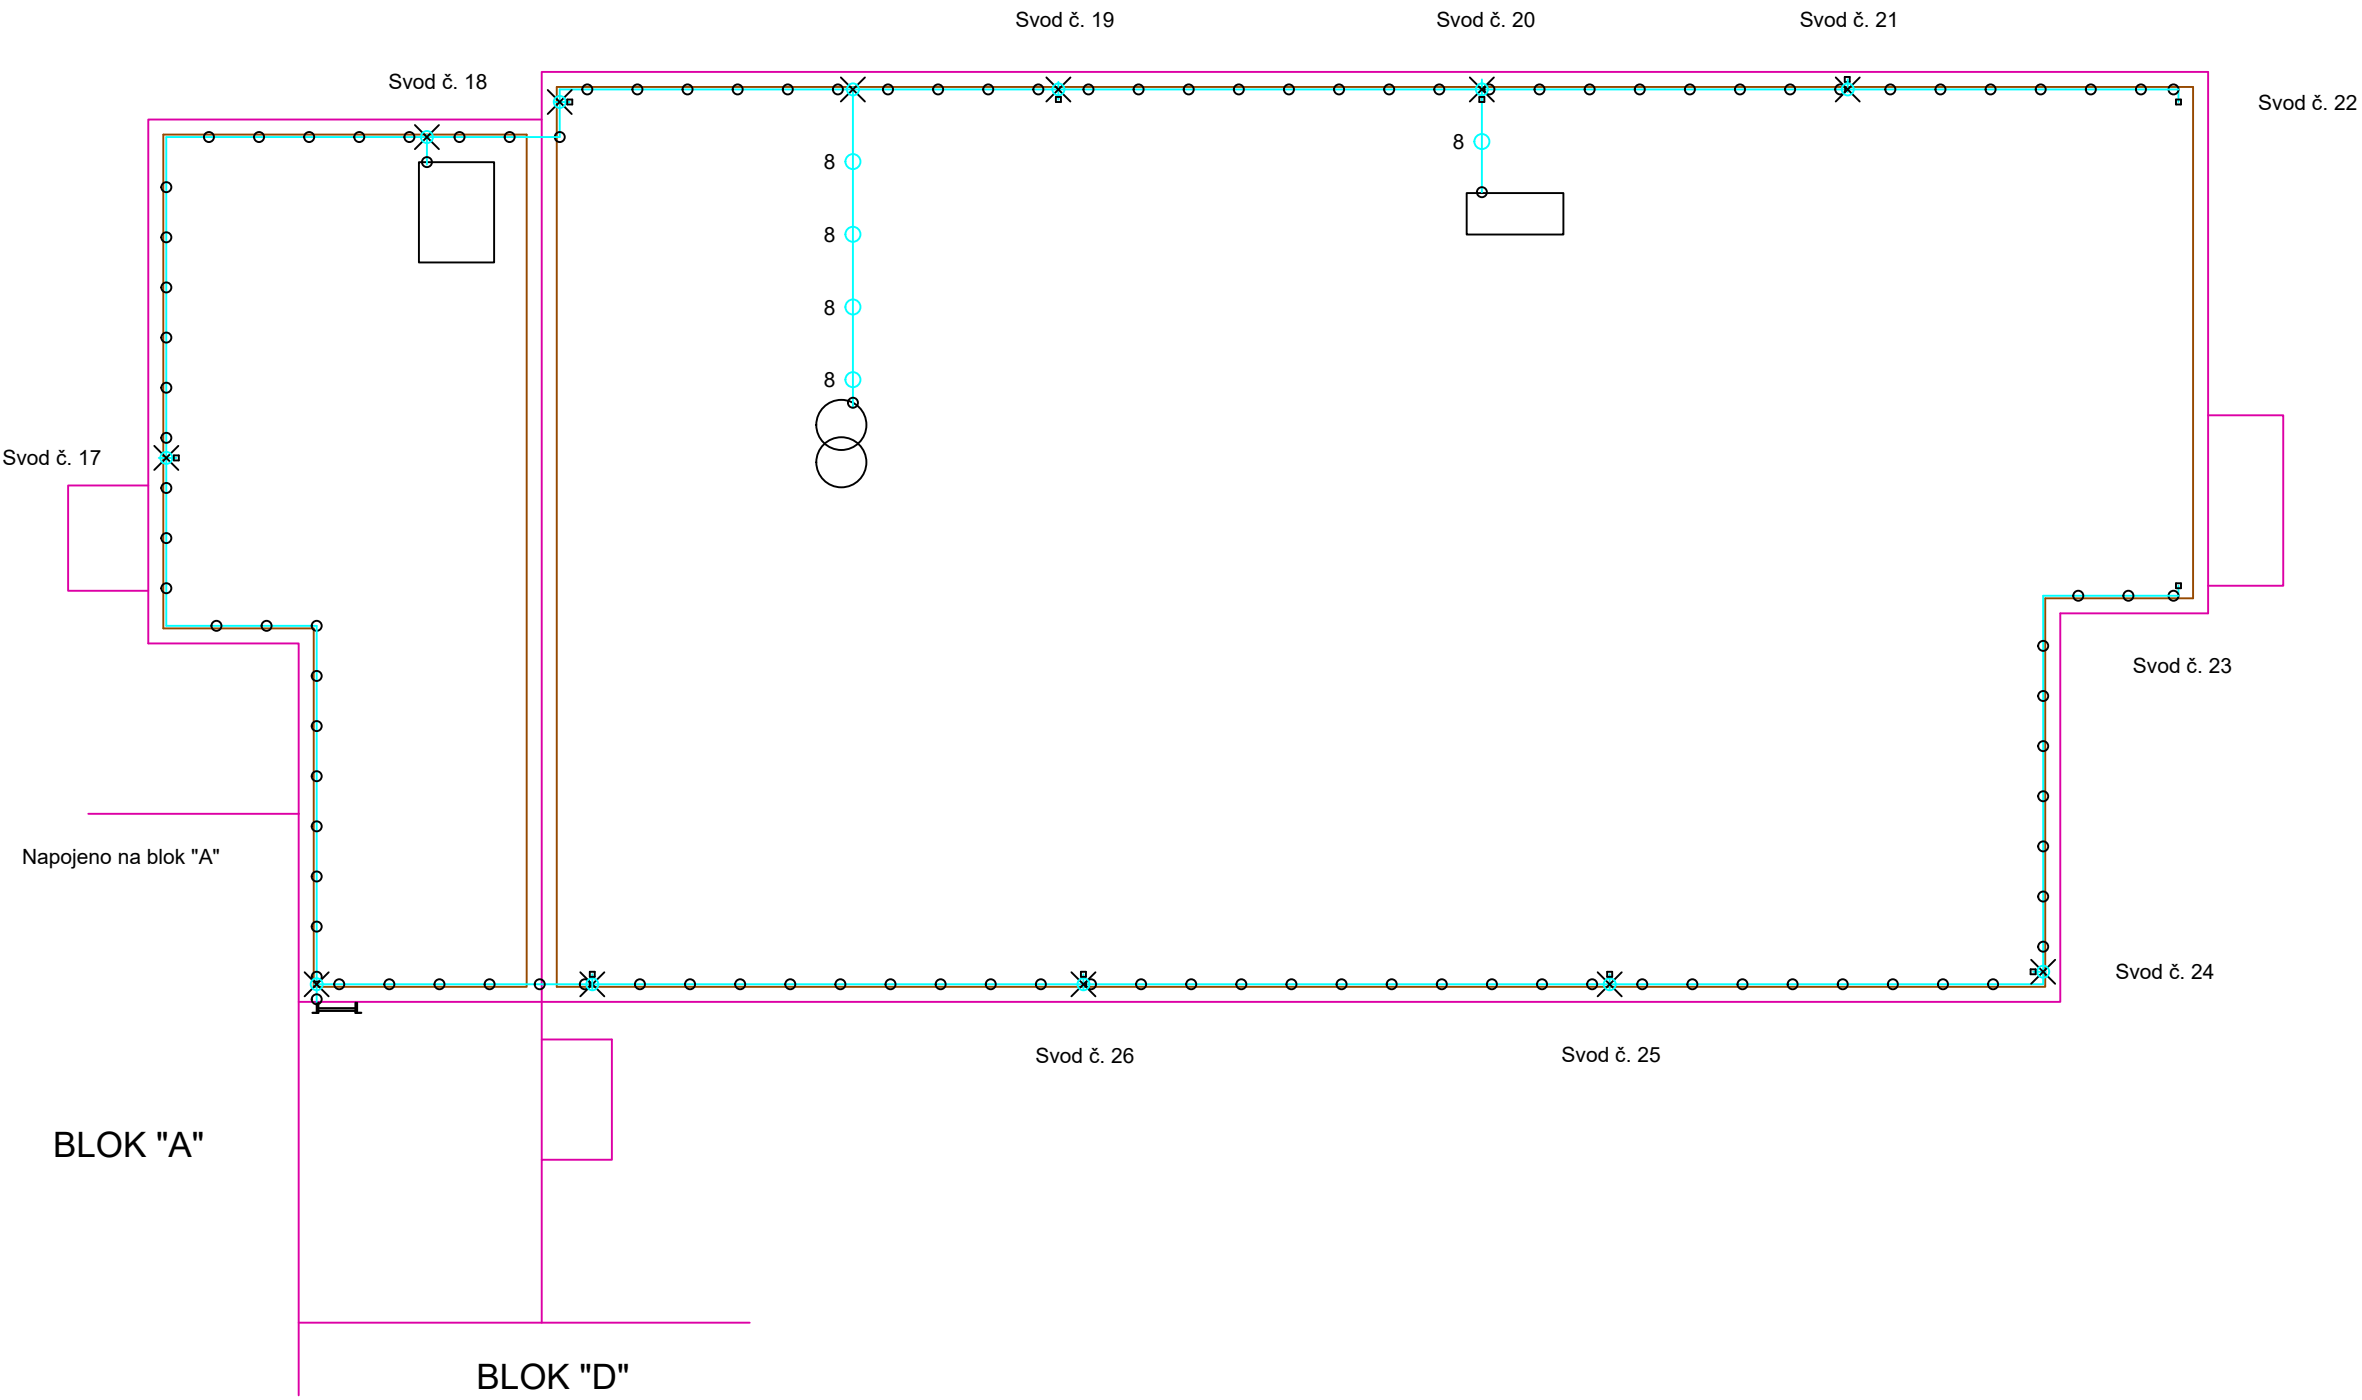 Svod č. 19
Svod č. 20
Svod č. 21
Svod č. 18
Svod č. 22
8
8
8
8
8
Svod č. 17
Svod č. 23
Napojeno na blok "A"
Svod č. 24
Svod č. 26
Svod č. 25
BLOK "A"
BLOK "D"